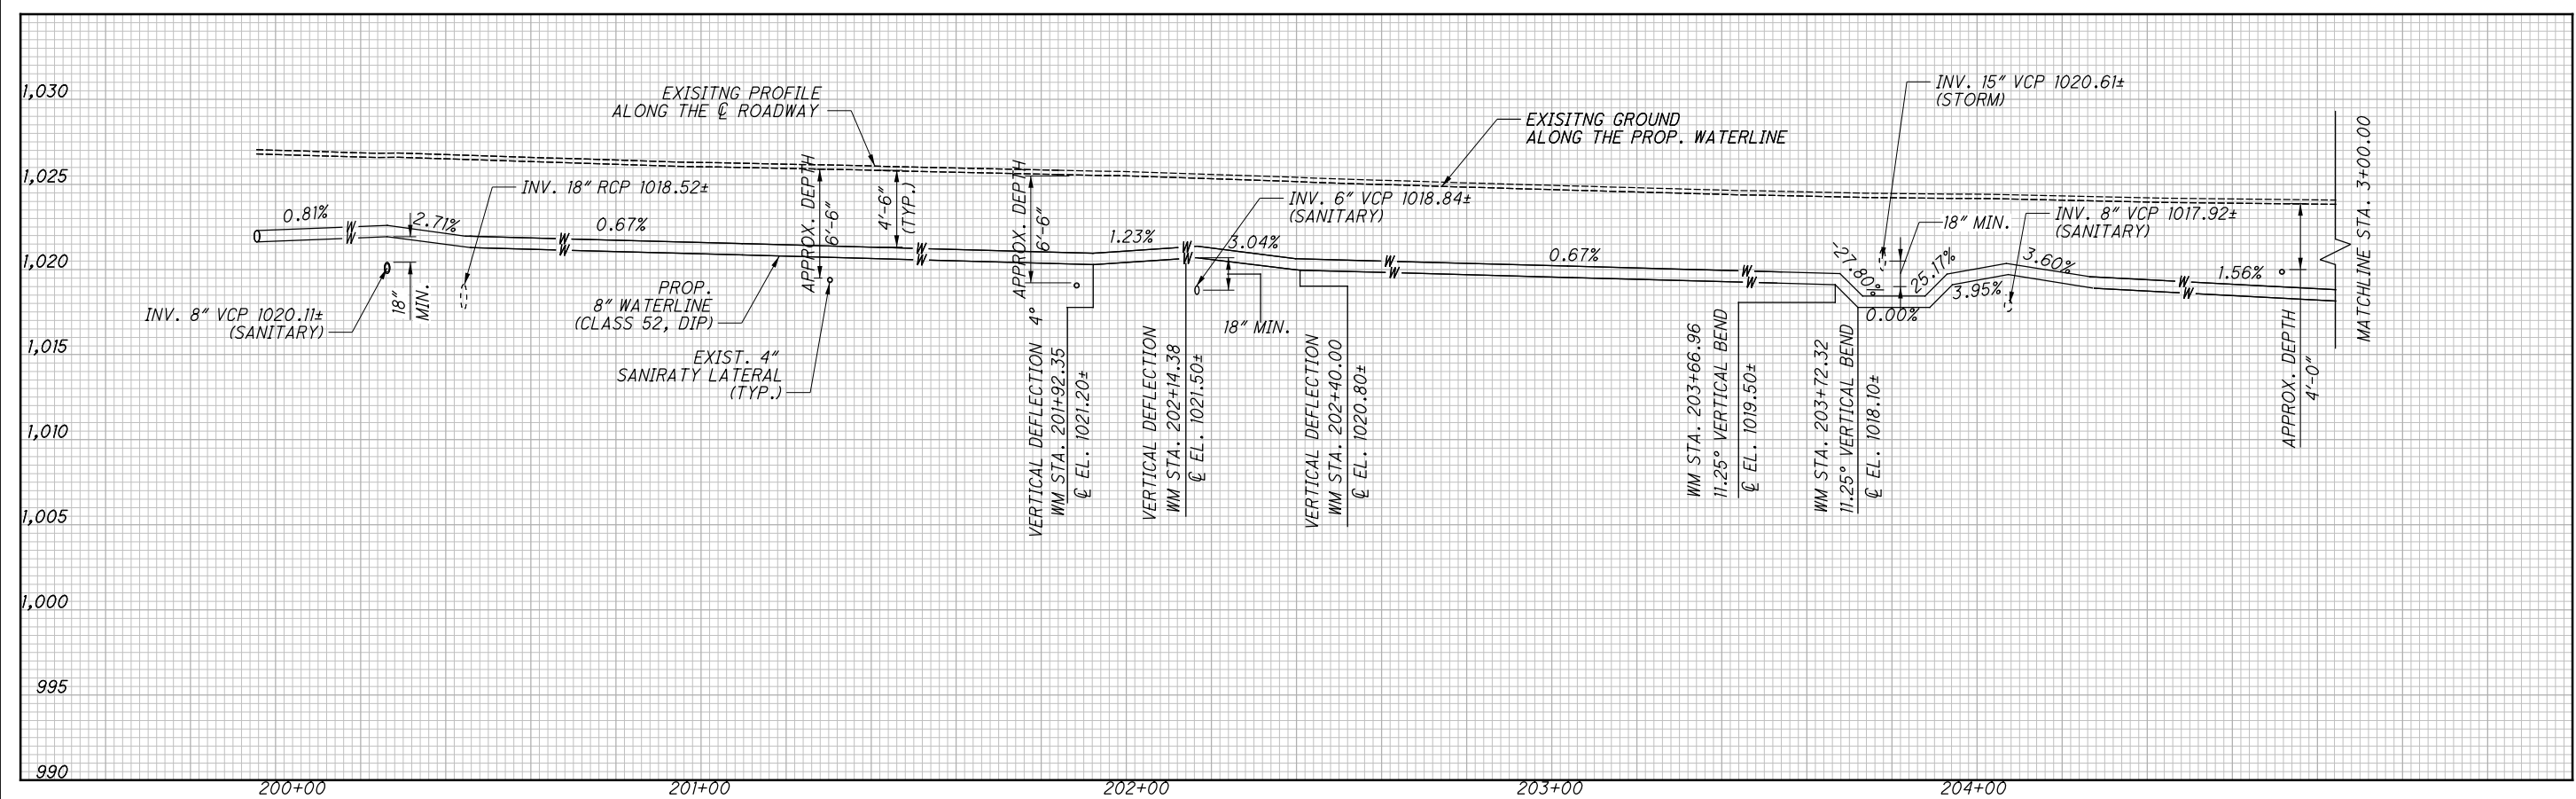 1,030
1,025
1,020
1,015
1,010
1,005
1,000
995
990
EXISITNG PROFILE
ALONG THE ℄ ROADWAY
EXISITNG GROUND
ALONG THE PROP. WATERLINE
INV. 15" VCP 1020.61±
(STORM)
MATCHLINE STA. 3+00.00
INV. 18" RCP 1018.52±
APPROX. DEPTH
6'-6"
4'-6"
(TYP.)
APPROX. DEPTH
6'-6"
INV. 6" VCP 1018.84±
(SANITARY)
18" MIN.
INV. 8" VCP 1017.92±
(SANITARY)
0.81%
W
W
2.71%
0.67%
W
W
W
W
1.23%
W
W
3.04%
W
W
0.67%
W
W
-27.80%
25.17%
3.95%
0.00%
3.60%
W
W
1.56%
INV. 8" VCP 1020.11±
(SANITARY)
18"
MIN.
PROP.
8" WATERLINE
(CLASS 52, DIP)
EXIST. 4"
SANIRATY LATERAL
(TYP.)
VERTICAL DEFLECTION 4°
WM STA. 201+92.35
℄ EL. 1021.20±
VERTICAL DEFLECTION
WM STA. 202+14.38
℄ EL. 1021.50±
18" MIN.
VERTICAL DEFLECTION
WM STA. 202+40.00
℄ EL. 1020.80±
WM STA. 203+66.96
11.25° VERTICAL BEND
℄ EL. 1019.50±
WM STA. 203+72.32
11.25° VERTICAL BEND
℄ EL. 1018.10±
APPROX. DEPTH
4'-0"
200+00
201+00
202+00
203+00
204+00